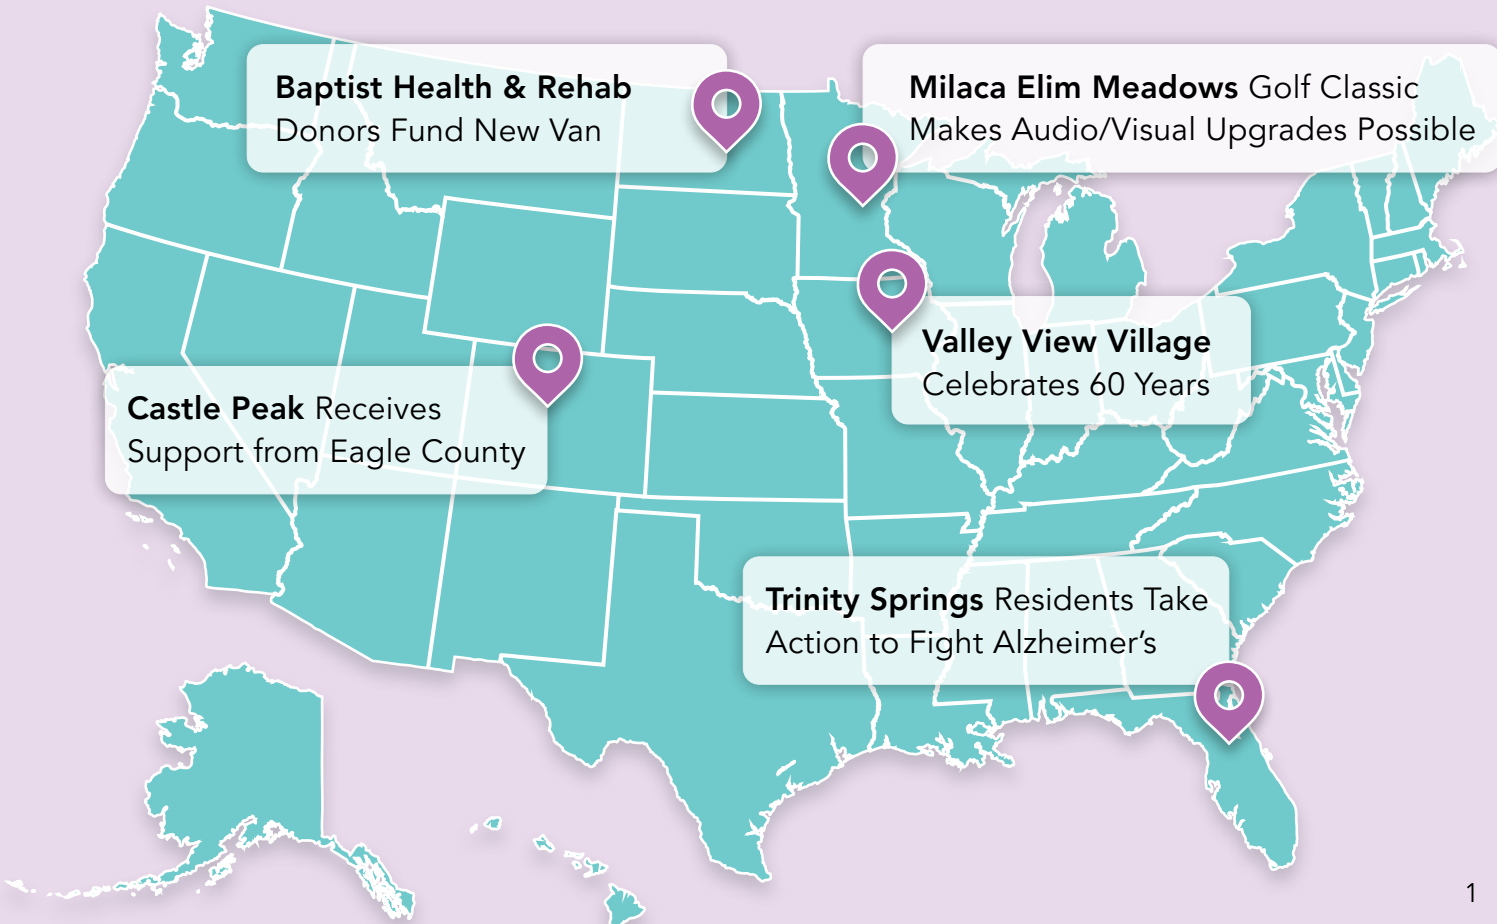 Baptist Health & Rehab
Donors Fund New Van
Milaca Elim Meadows Golf Classic
Makes Audio/Visual Upgrades Possible
Valley View Village
Celebrates 60 Years
Castle Peak Receives
Support from Eagle County
Trinity Springs Residents Take
Action to Fight Alzheimer’s
1